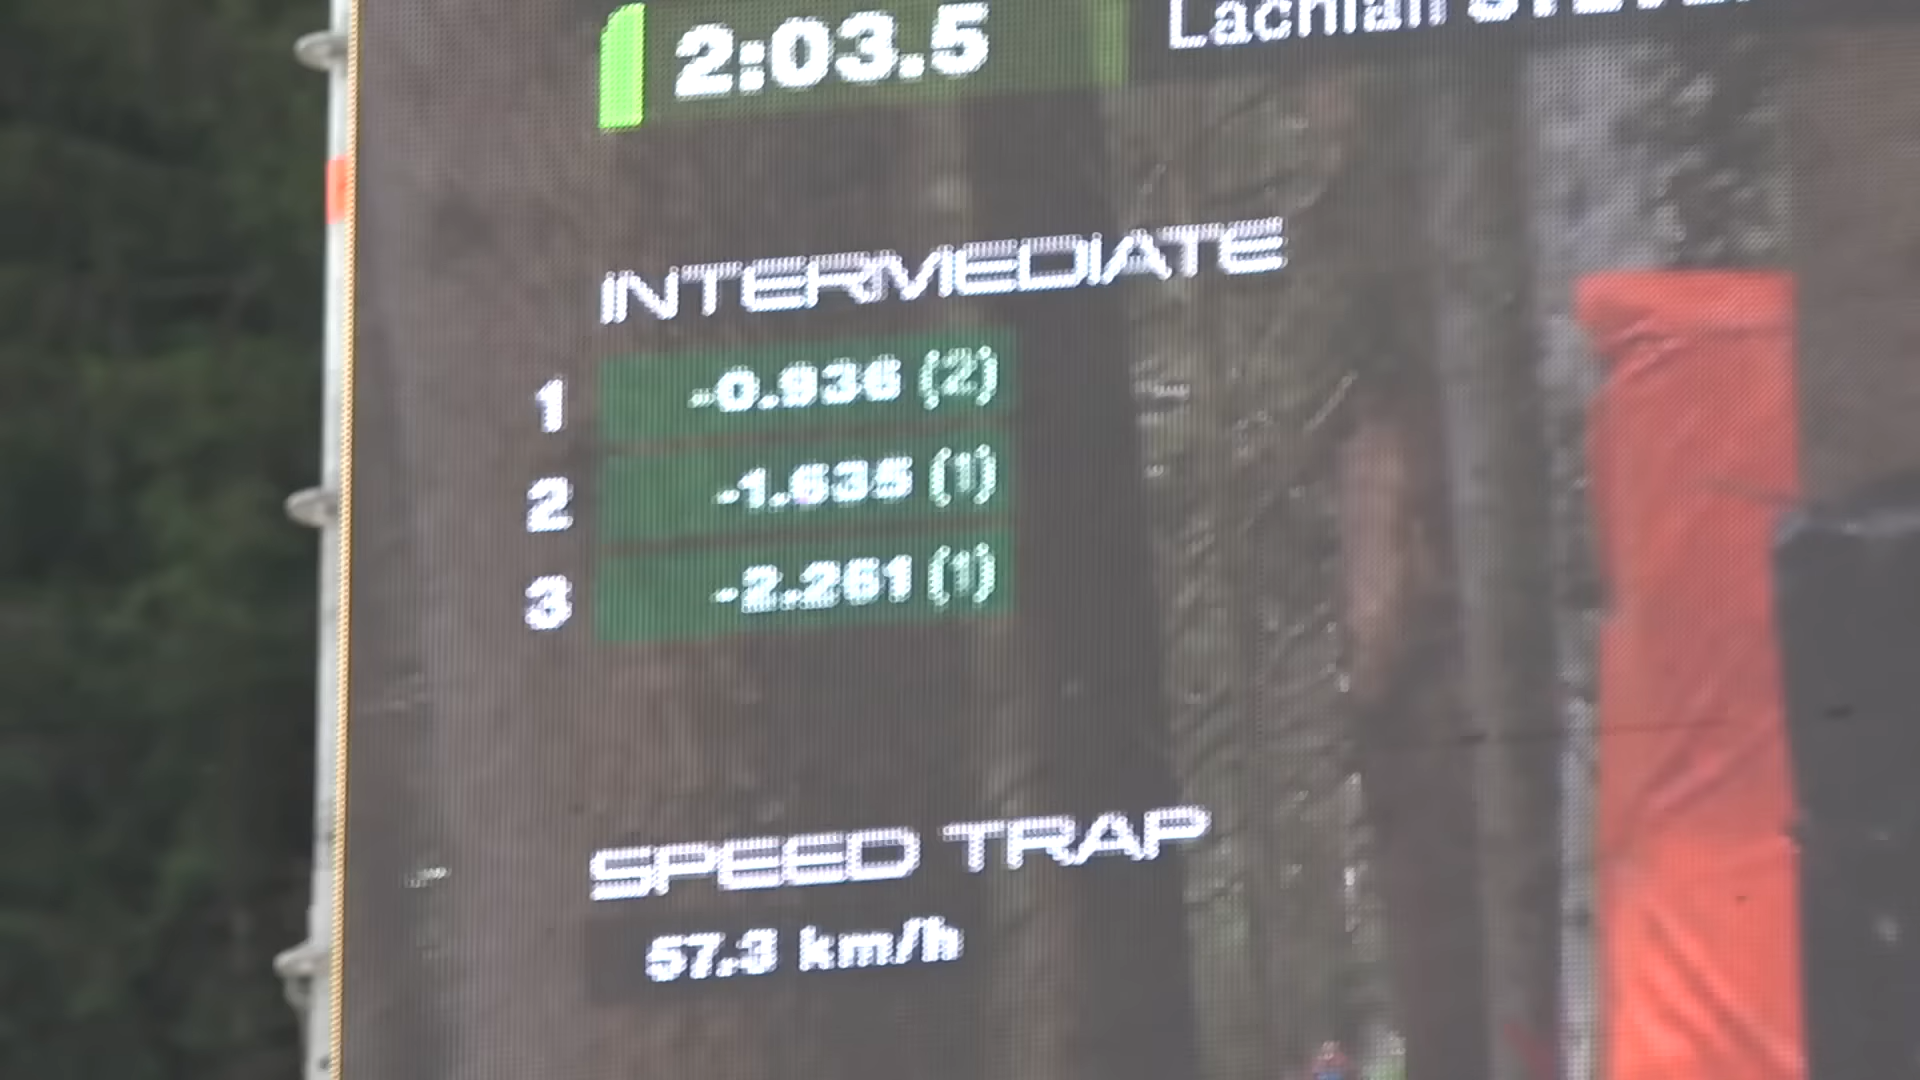 2:03.5 Lachlan
INTERMEDIATE
1 -0.936 (2)
2 -1.635 (1)
3 -2.261 (1)
SPEED TRAP
57.3 km/h